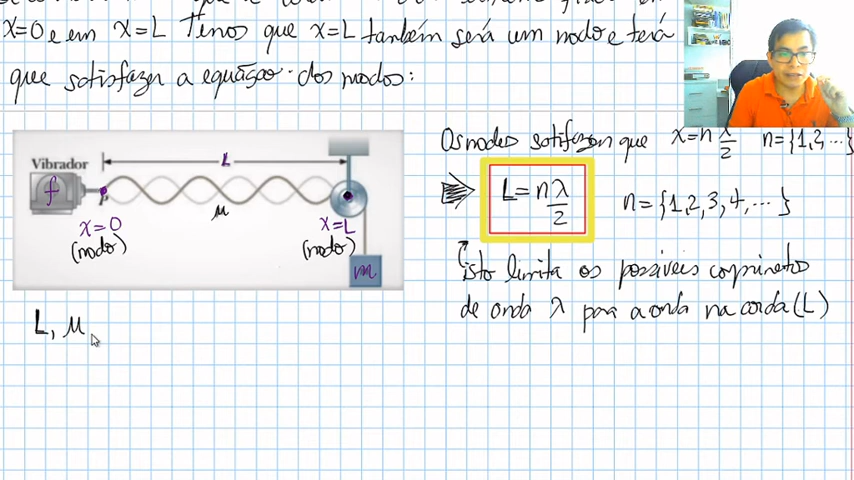 X=0 e em X=L Temos que X=L também será um nodo e terá
que satisfazer a equação dos nodos:
Vibrador
L
f
μ
X=0
(nodo)
X=L
(nodo)
m
L, μ
Os nodos satisfazem que X=n λ/2 n={1,2,...}
L=n λ/2 n={1,2,3,4,...}
isto limita os possíveis comprimentos
de onda λ para a onda na corda (L)